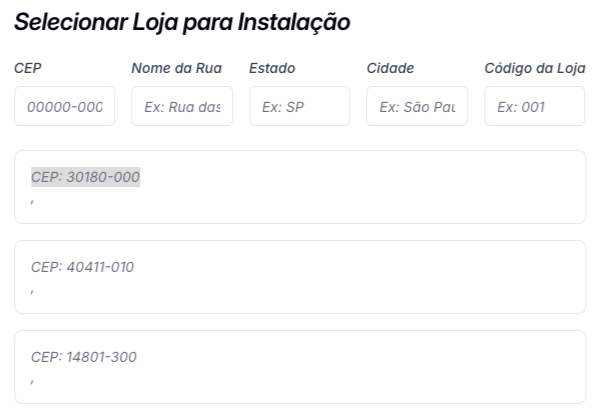 Selecionar Loja para Instalação
CEP Nome da Rua Estado Cidade Código da Loja
00000-000 Ex: Rua das Ex: SP Ex: São Pau Ex: 001
CEP: 30180-000
,
CEP: 40411-010
,
CEP: 14801-300
,